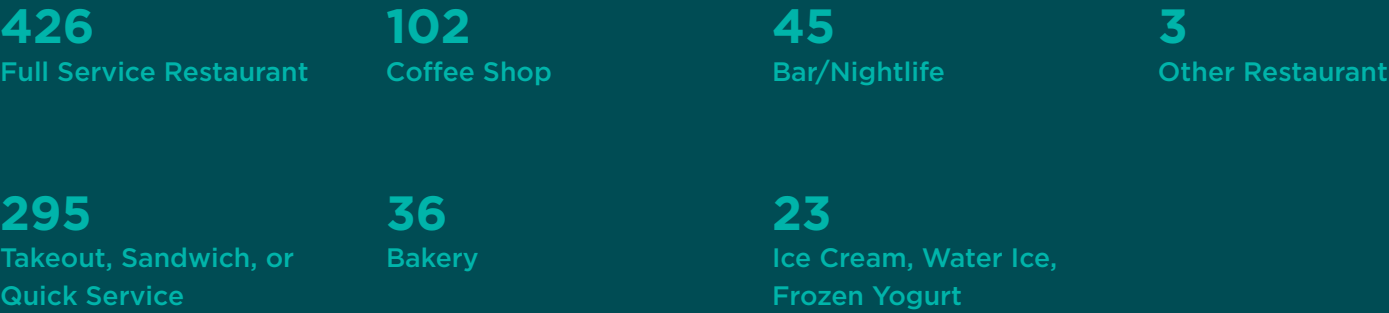 426
Full Service Restaurant
102
Coffee Shop
45
Bar/Nightlife
3
Other Restaurant
295
Takeout, Sandwich, or
Quick Service
36
Bakery
23
Ice Cream, Water Ice,
Frozen Yogurt